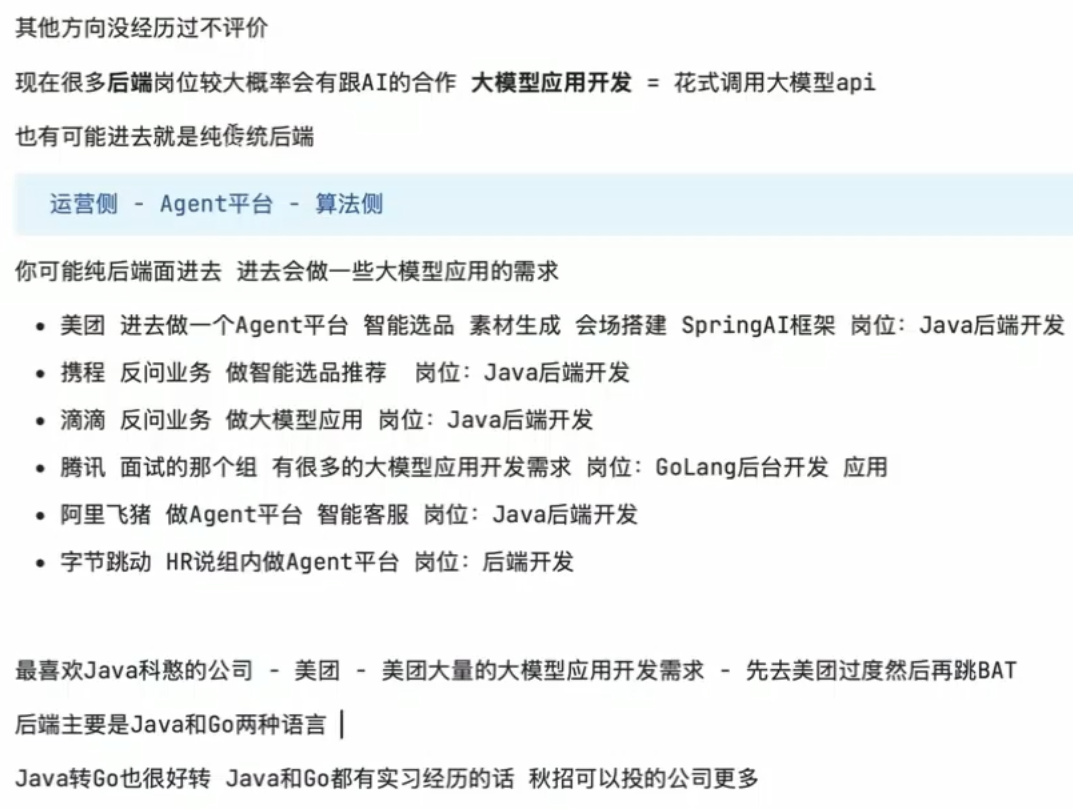 其他方向没经历过不评价
现在很多后端岗位较大概率会有跟AI的合作 大模型应用开发 = 花式调用大模型api
也有可能进去就是纯传统后端
运营侧 - Agent平台 - 算法侧
你可能纯后端面进去 进去会做一些大模型应用的需求
• 美团 进去做一个Agent平台 智能选品 素材生成 会场搭建 SpringAI框架 岗位：Java后端开发
• 携程 反问业务 做智能选品推荐 岗位：Java后端开发
• 滴滴 反问业务 做大模型应用 岗位：Java后端开发
• 腾讯 面试的那个组 有很多的大模型应用开发需求 岗位：GoLang后台开发 应用
• 阿里飞猪 做Agent平台 智能客服 岗位：Java后端开发
• 字节跳动 HR说组内做Agent平台 岗位：后端开发
最喜欢Java科憨的公司 - 美团 - 美团大量的大模型应用开发需求 - 先去美团过度然后再跳BAT
后端主要是Java和Go两种语言
Java转Go也很好转 Java和Go都有实习经历的话 秋招可以投的公司更多